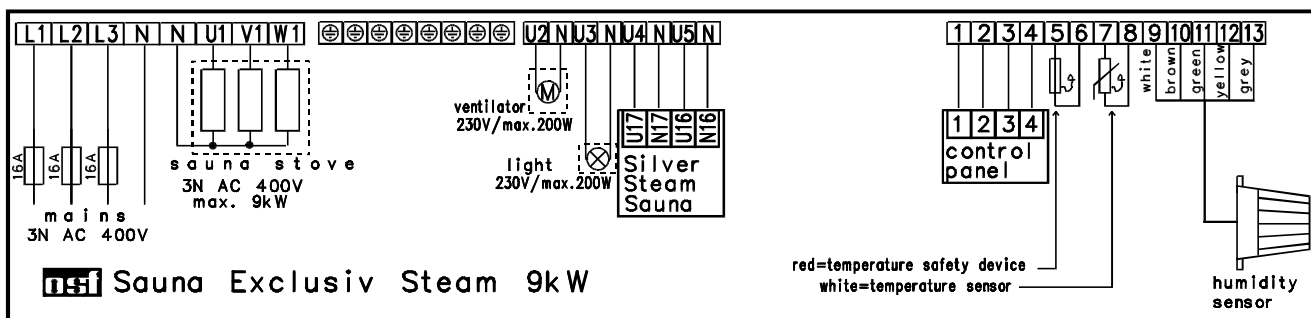 L1 L2 L3 N N U1 V1 W1 U2 N U3 N U4 N U5 N 1 2 3 4 5 6 7 8 9 10 11 12 13
white
brown
green
yellow
grey
16A 16A 16A
ventilator
230V/max.200W
U17 N17 U16 N16
1 2 3 4
sauna stove
3N AC 400V
max. 9kW
light
230V/max.200W
Silver
Steam
Sauna
control
panel
M
mains
3N AC 400V
osf Sauna Exclusiv Steam 9kW
red=temperature safety device
white=temperature sensor
humidity
sensor